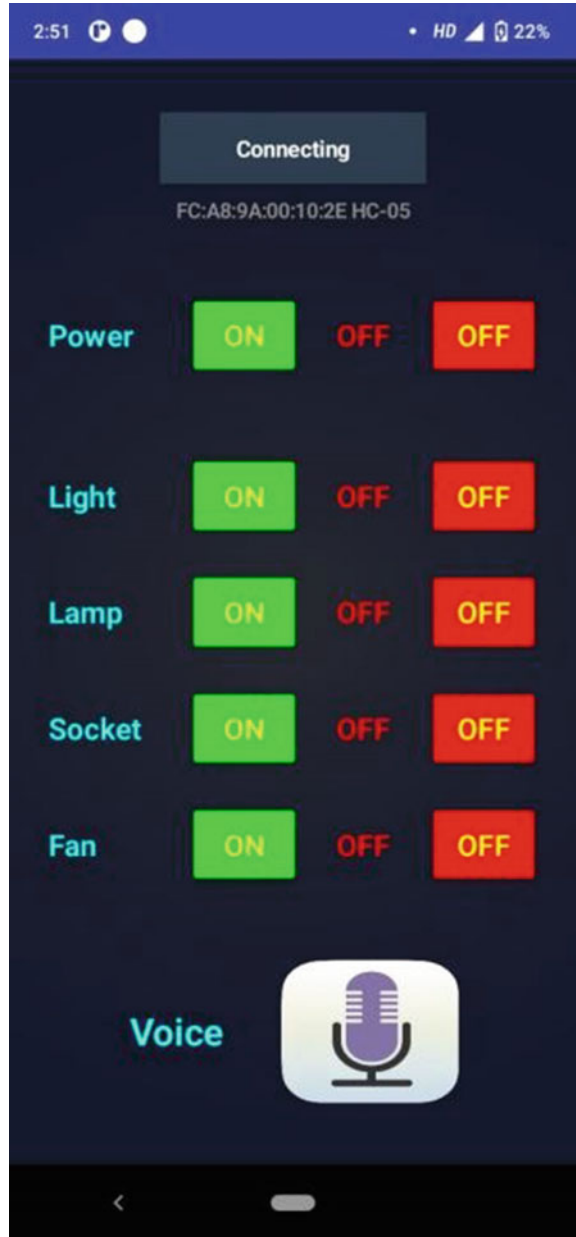 2:51 HD 22%
Connecting
FC:A8:9A:00:10:2E HC-05
Power ON OFF OFF
Light ON OFF OFF
Lamp ON OFF OFF
Socket ON OFF OFF
Fan ON OFF OFF
Voice